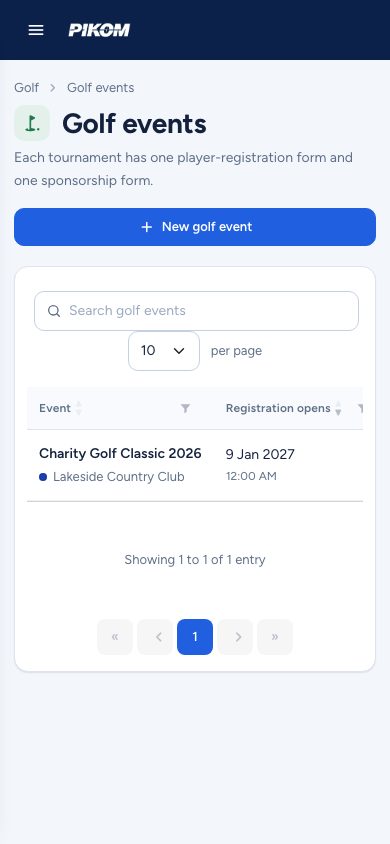 PIKOM
Golf > Golf events
Golf events
Each tournament has one player-registration form and
one sponsorship form.
+ New golf event
Search golf events
10 per page
Event Registration opens
Charity Golf Classic 2026 9 Jan 2027
Lakeside Country Club 12:00 AM
Showing 1 to 1 of 1 entry
« < 1 > »